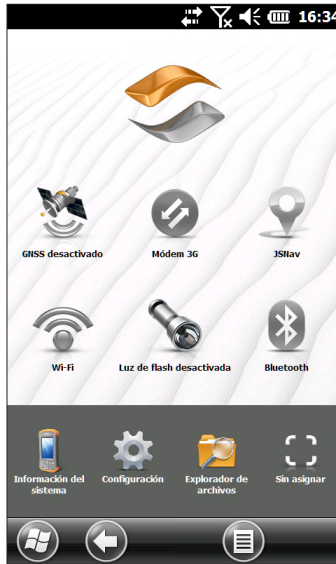 16:34
GNSS desactivado
Módem 3G
JSNav
Wi-Fi
Luz de flash desactivada
Bluetooth
Información del
sistema
Configuración
Explorador de
archivos
Sin asignar